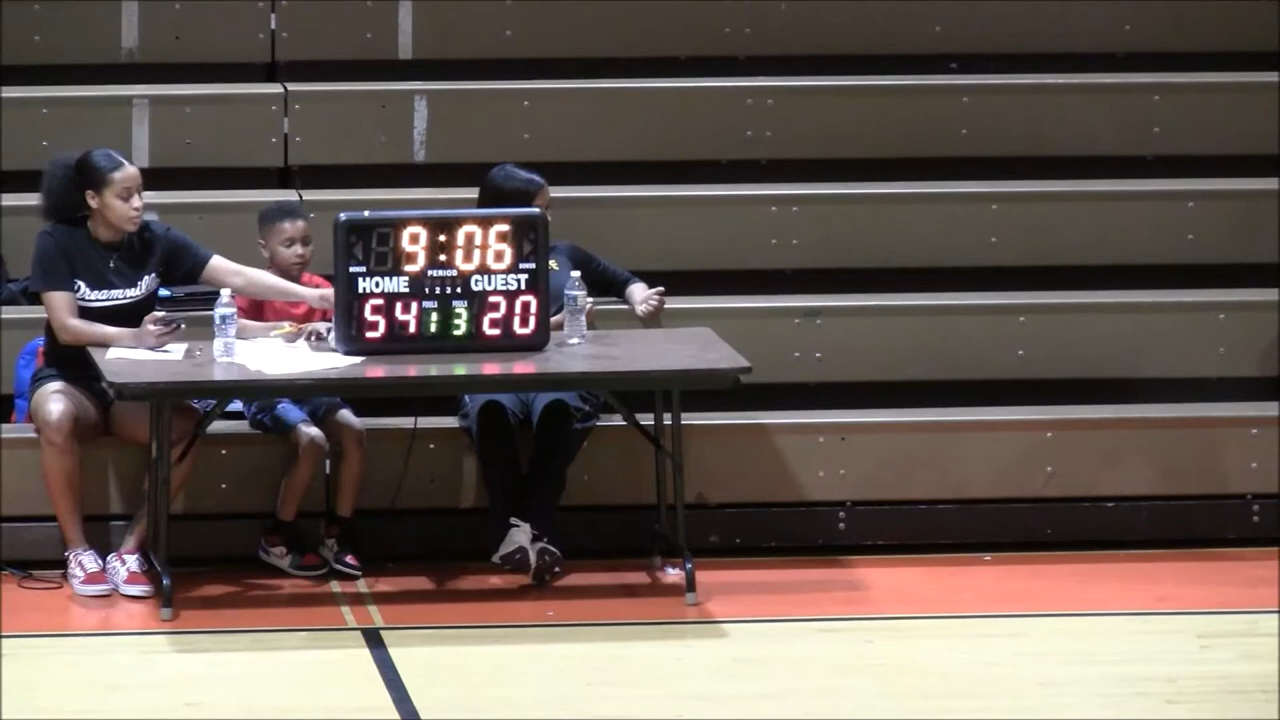 9:06
BONUS PERIOD BONUS
HOME 1 2 3 4 GUEST
FOULS FOULS
54 1 3 20
Dreamville